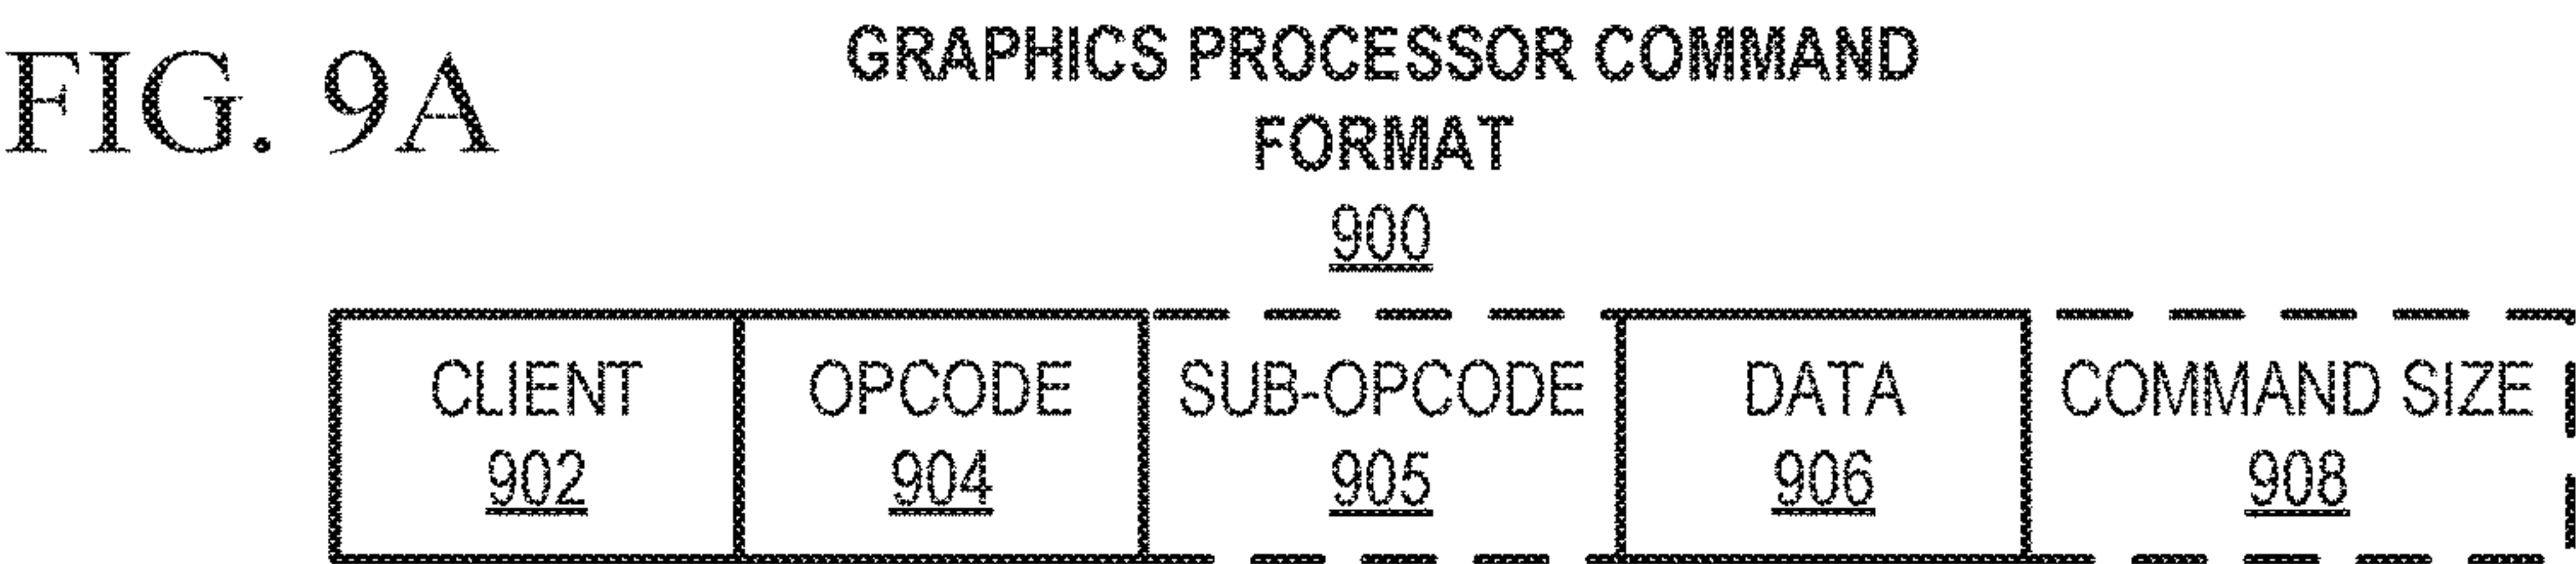 FIG. 9A
GRAPHICS PROCESSOR COMMAND
FORMAT
900
CLIENT OPCODE SUB-OPCODE DATA COMMAND SIZE
902 904 905 906 908